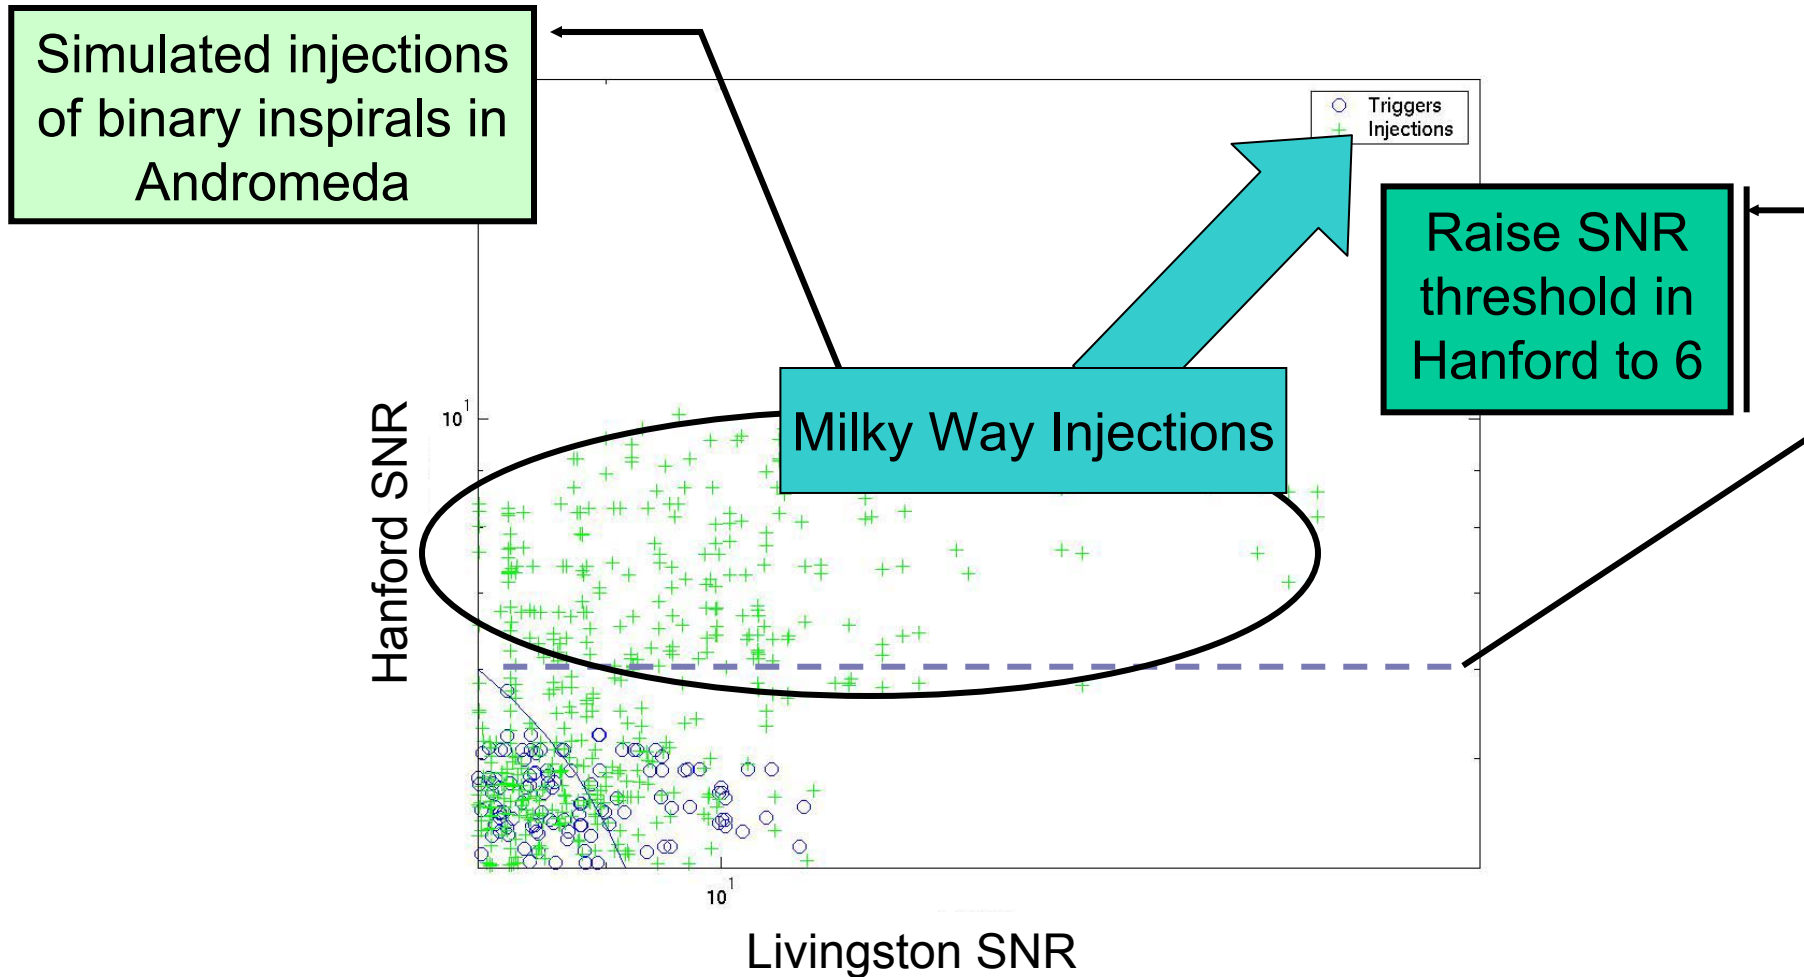 Simulated injections
of binary inspirals in
Andromeda
Triggers
Injections
Raise SNR
threshold in
Hanford to 6
Milky Way Injections
Hanford SNR
10¹
10¹
Livingston SNR